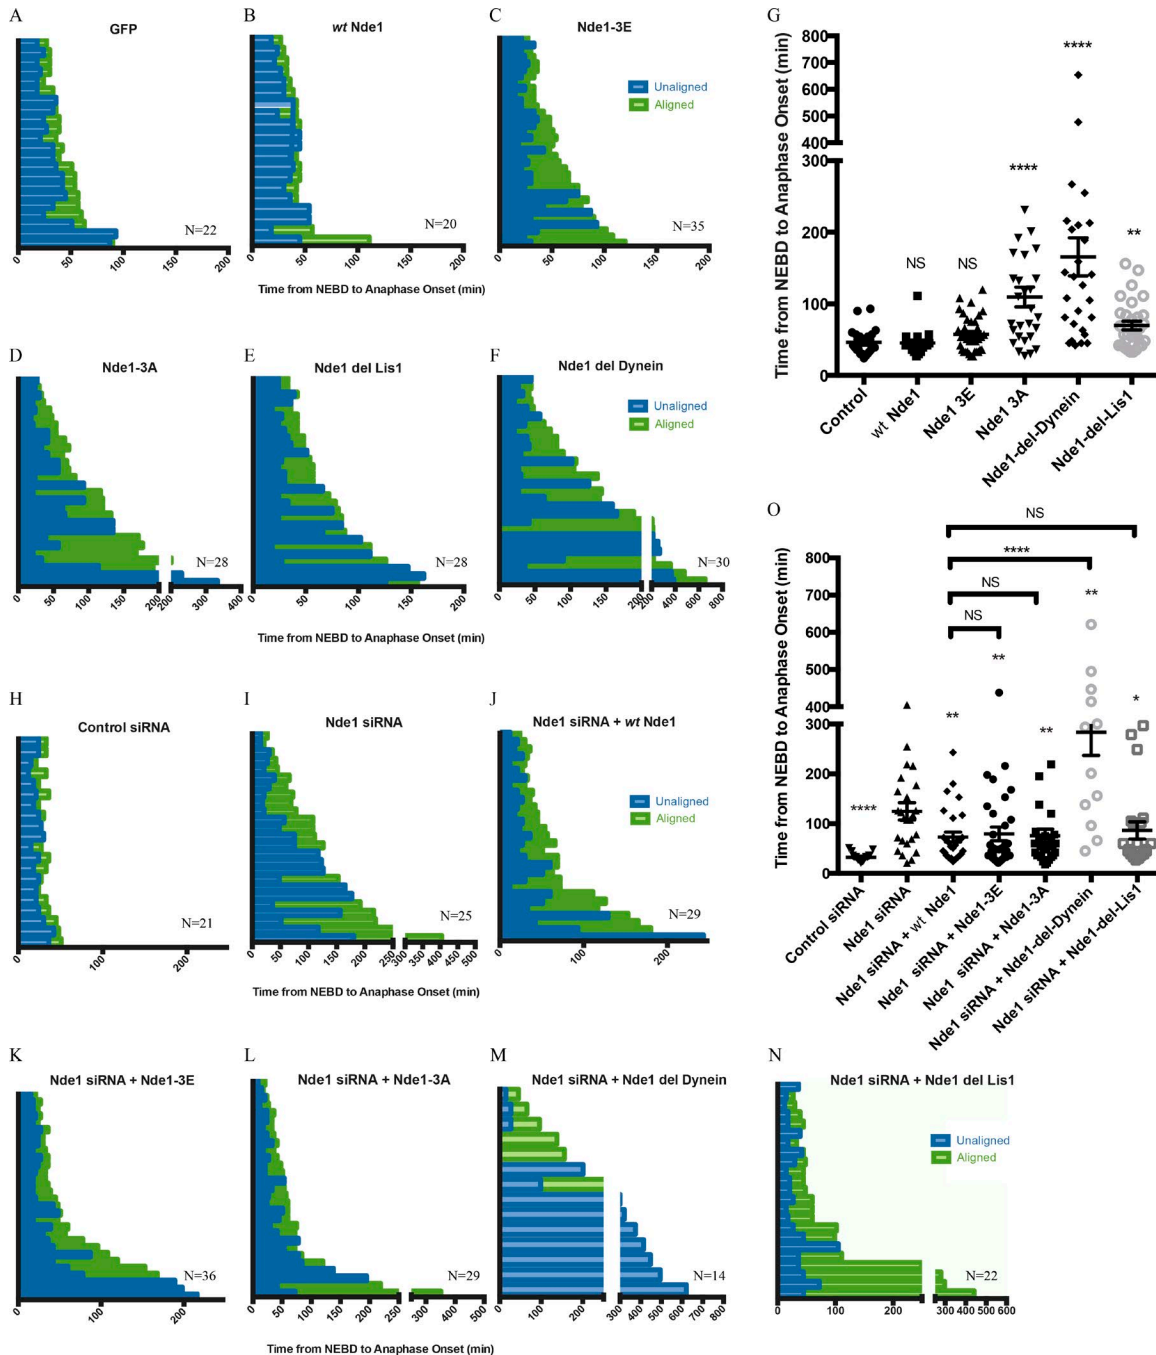 A
GFP
N=22
0 50 100 150 200
B
wt Nde1
N=20
0 50 100 150 200
Time from NEBD to Anaphase Onset (min)
C
Nde1-3E
Unaligned
Aligned
N=35
0 50 100 150 200
G
Time from NEBD to Anaphase Onset (min)
800
700
600
500
400
300
200
100
0
NS
NS
****
****
**
Control
wt Nde1
Nde1 3E
Nde1 3A
Nde1-del-Dynein
Nde1-del-Lis1
D
Nde1-3A
N=28
0 50 100 150 200 200 300 400
E
Nde1 del Lis1
N=28
0 50 100 150 200
Time from NEBD to Anaphase Onset (min)
F
Nde1 del Dynein
Unaligned
Aligned
N=30
0 50 100 150 200 200 400 600 800
H
Control siRNA
N=21
0 100 200
I
Nde1 siRNA
N=25
0 50 100 150 200 250 300 350 400 450 500
Time from NEBD to Anaphase Onset (min)
J
Nde1 siRNA + wt Nde1
Unaligned
Aligned
N=29
0 100 200
O
Time from NEBD to Anaphase Onset (min)
800
700
600
500
400
300
200
100
0
NS
****
NS
NS
****
**
**
**
**
*
Control siRNA
Nde1 siRNA
Nde1 siRNA + wt Nde1
Nde1 siRNA + Nde1-3E
Nde1 siRNA + Nde1-3A
Nde1 siRNA + Nde1-del-Dynein
Nde1 siRNA + Nde1-del-Lis1
K
Nde1 siRNA + Nde1-3E
N=36
0 100 200
L
Nde1 siRNA + Nde1-3A
N=29
0 50 100 150 200 250 300 400 500
Time from NEBD to Anaphase Onset (min)
M
Nde1 siRNA + Nde1 del Dynein
N=14
0 100 200 300 400 500 600 700 800
N
Nde1 siRNA + Nde1 del Lis1
Unaligned
Aligned
N=22
0 100 200 300 400 500 600